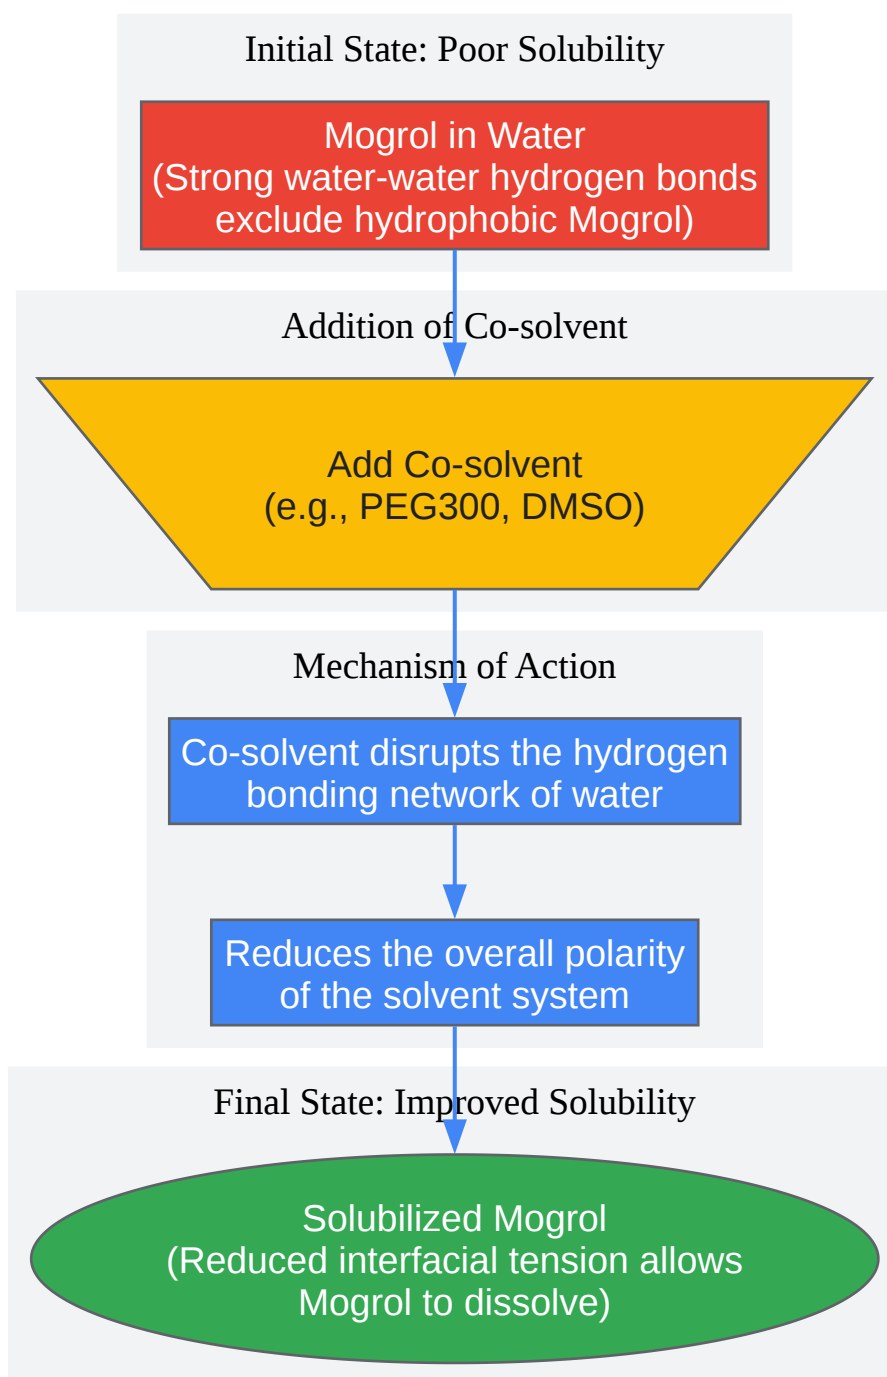 Initial State: Poor Solubility
Mogrol in Water
(Strong water-water hydrogen bonds
exclude hydrophobic Mogrol)
Addition of Co-solvent
Add Co-solvent
(e.g., PEG300, DMSO)
Mechanism of Action
Co-solvent disrupts the hydrogen
bonding network of water
Reduces the overall polarity
of the solvent system
Final State: Improved Solubility
Solubilized Mogrol
(Reduced interfacial tension allows
Mogrol to dissolve)